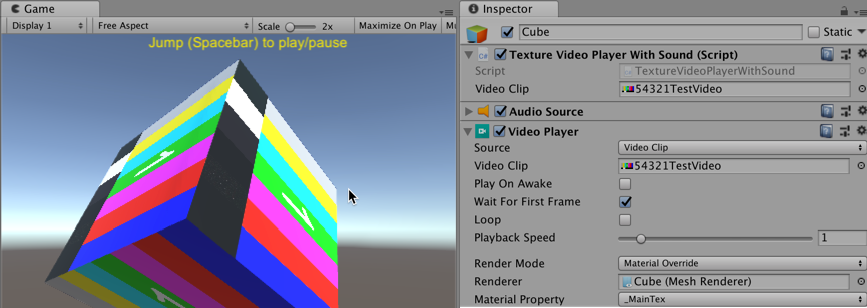 Game
Display 1
Free Aspect
Scale
2x
Maximize On Play
Mu
Jump (Spacebar) to play/pause
Inspector
Cube
Static
Texture Video Player With Sound (Script)
Script
TextureVideoPlayerWithSound
Video Clip
54321TestVideo
Audio Source
Video Player
Source
Video Clip
Video Clip
54321TestVideo
Play On Awake
Wait For First Frame
Loop
Playback Speed
1
Render Mode
Material Override
Renderer
Cube (Mesh Renderer)
Material Property
_MainTex